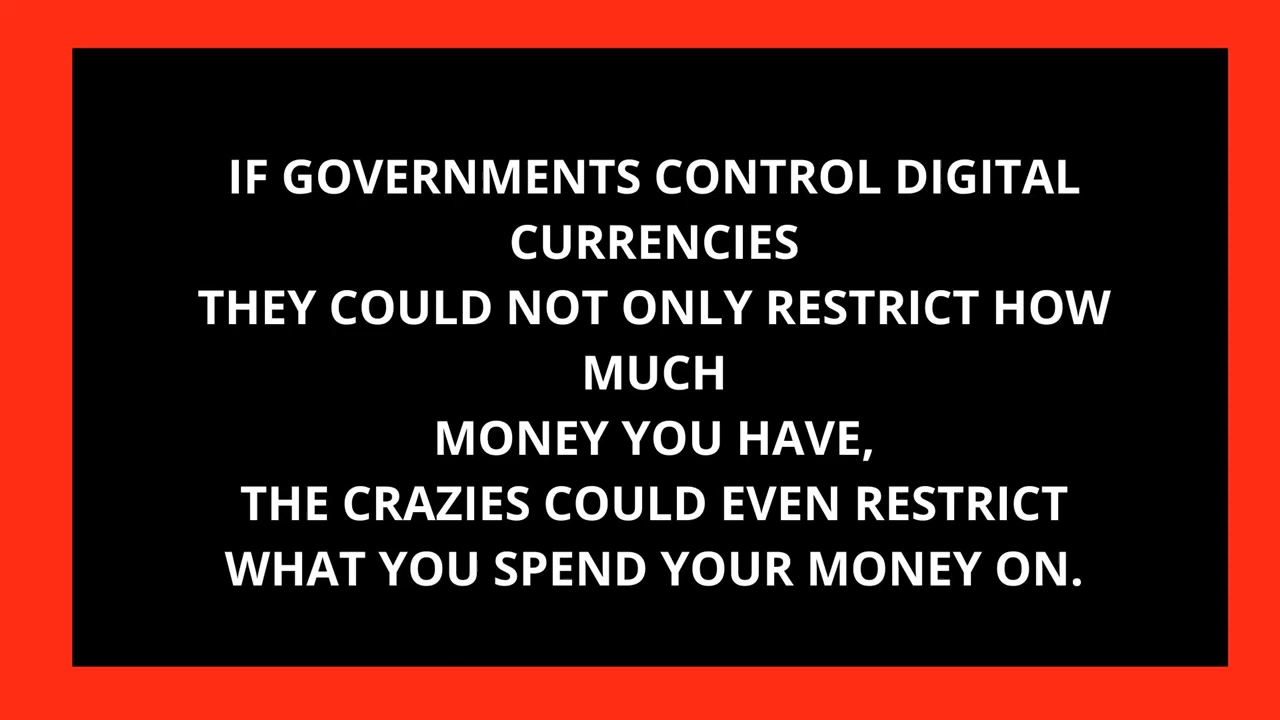 IF GOVERNMENTS CONTROL DIGITAL
CURRENCIES
THEY COULD NOT ONLY RESTRICT HOW
MUCH
MONEY YOU HAVE,
THE CRAZIES COULD EVEN RESTRICT
WHAT YOU SPEND YOUR MONEY ON.